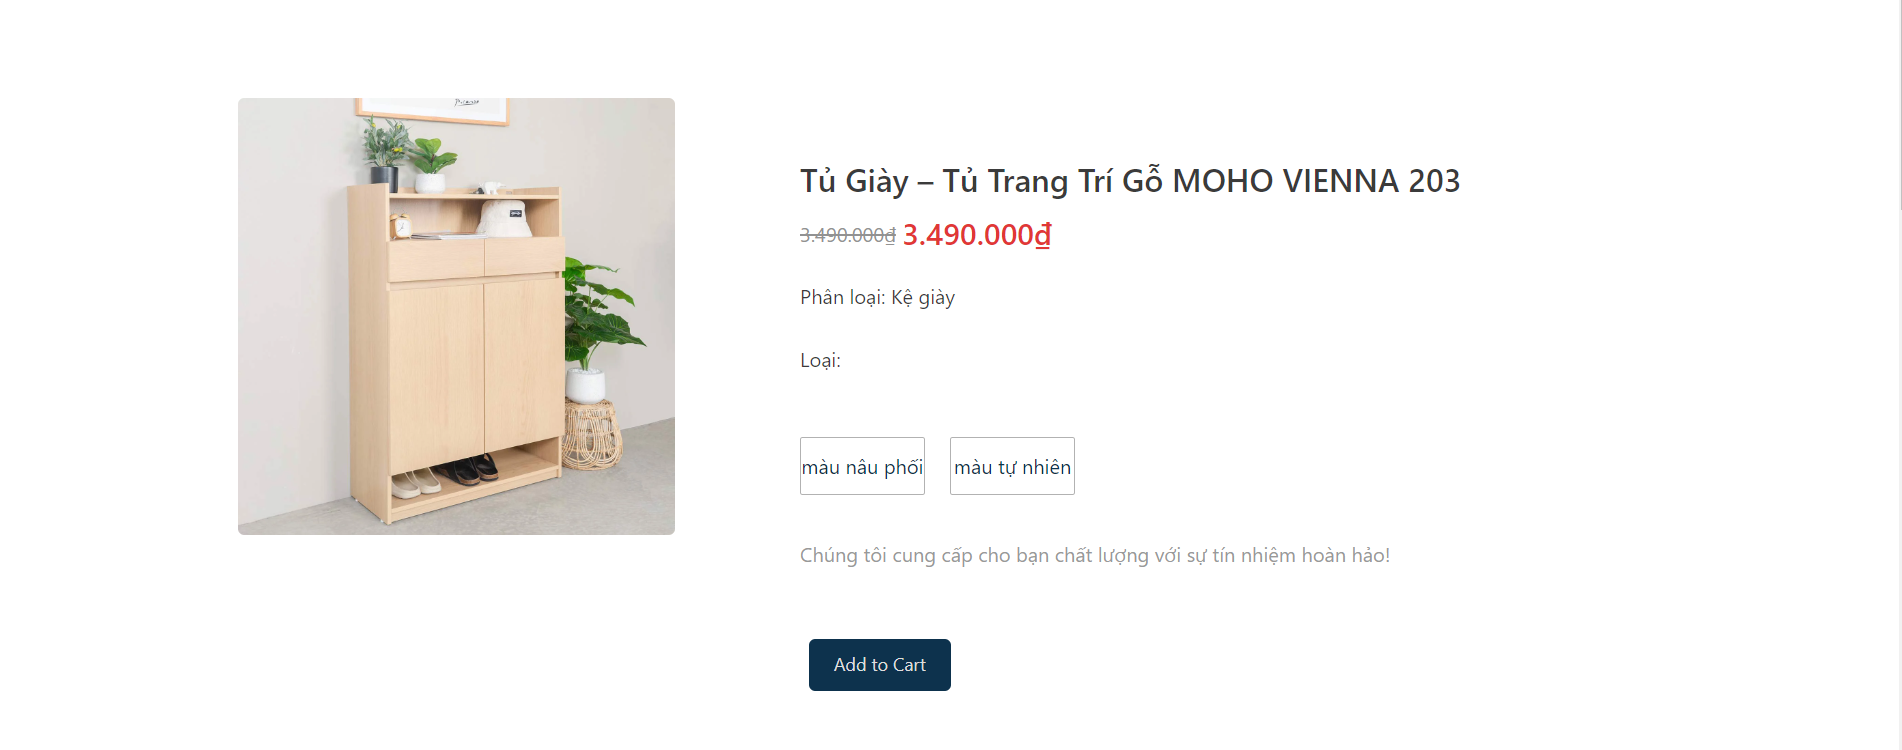 Picasso
Tủ Giày – Tủ Trang Trí Gỗ MOHO VIENNA 203
3.490.000₫ 3.490.000₫
Phân loại: Kệ giày
Loại:
màu nâu phối màu tự nhiên
Chúng tôi cung cấp cho bạn chất lượng với sự tín nhiệm hoàn hảo!
Add to Cart